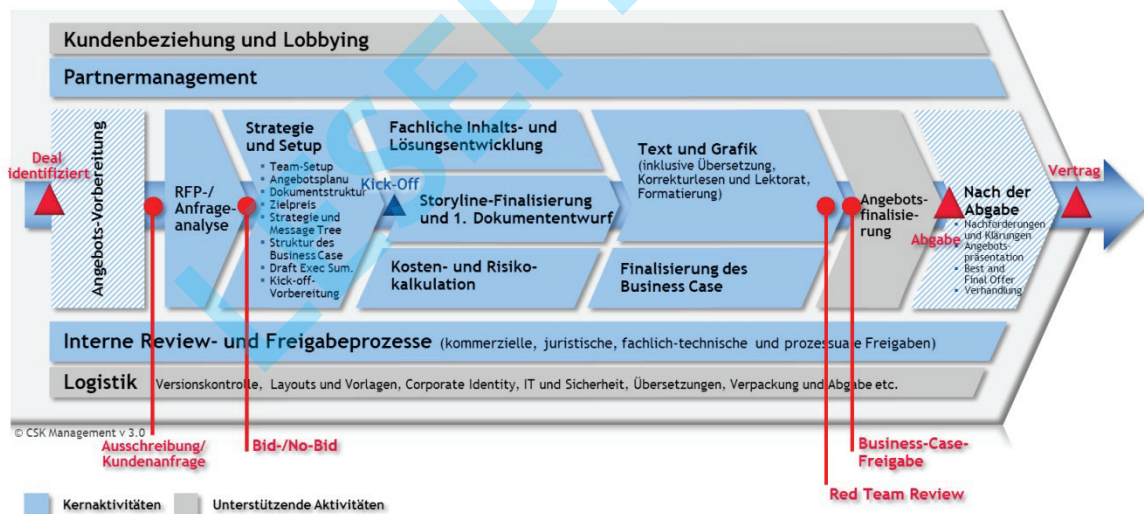 Kundenbeziehung und Lobbying
Partnermanagement
Deal
identifiziert
Angebots-Vorbereitung
RFP-/
Anfrage-
analyse
Strategie
und Setup
▪ Team-Setup
▪ Angebotsplanu
▪ Dokumentstruktur
▪ Zielpreis
▪ Strategie und
Message Tree
▪ Struktur des
Business Case
▪ Draft Exec Sum.
▪ Kick-off-
Vorbereitung
Kick-Off
Fachliche Inhalts- und
Lösungsentwicklung
Storyline-Finalisierung
und 1. Dokumententwurf
Kosten- und Risiko-
kalkulation
Text und Grafik
(inklusive Übersetzung,
Korrekturlesen und Lektorat,
Formatierung)
Finalisierung des
Business Case
Angebots-
finalisie-
rung
Abgabe
Nach der
Abgabe
▪ Nachforderungen
und Klärungen
▪ Angebots-
präsentation
▪ Best and
Final Offer
▪ Verhandlung
Vertrag
Interne Review- und Freigabeprozesse (kommerzielle, juristische, fachlich-technische und prozessuale Freigaben)
Logistik Versionskontrolle, Layouts und Vorlagen, Corporate Identity, IT und Sicherheit, Übersetzungen, Verpackung und Abgabe etc.
© CSK Management v 3.0
Ausschreibung/
Kundenanfrage
Bid-/No-Bid
Business-Case-
Freigabe
Red Team Review
Kernaktivitäten
Unterstützende Aktivitäten
LESEP